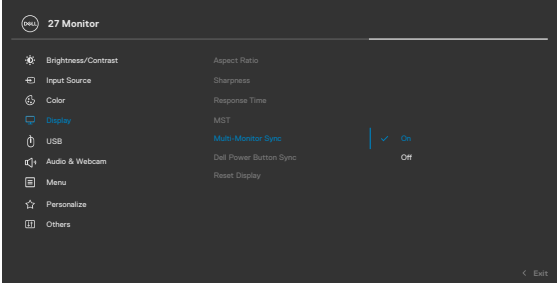 DELL 27 Monitor
Brightness/Contrast
Input Source
Color
Display
USB
Audio & Webcam
Menu
Personalize
Others
Aspect Ratio
Sharpness
Response Time
MST
Multi-Monitor Sync
Dell Power Button Sync
Reset Display
On
Off
Exit